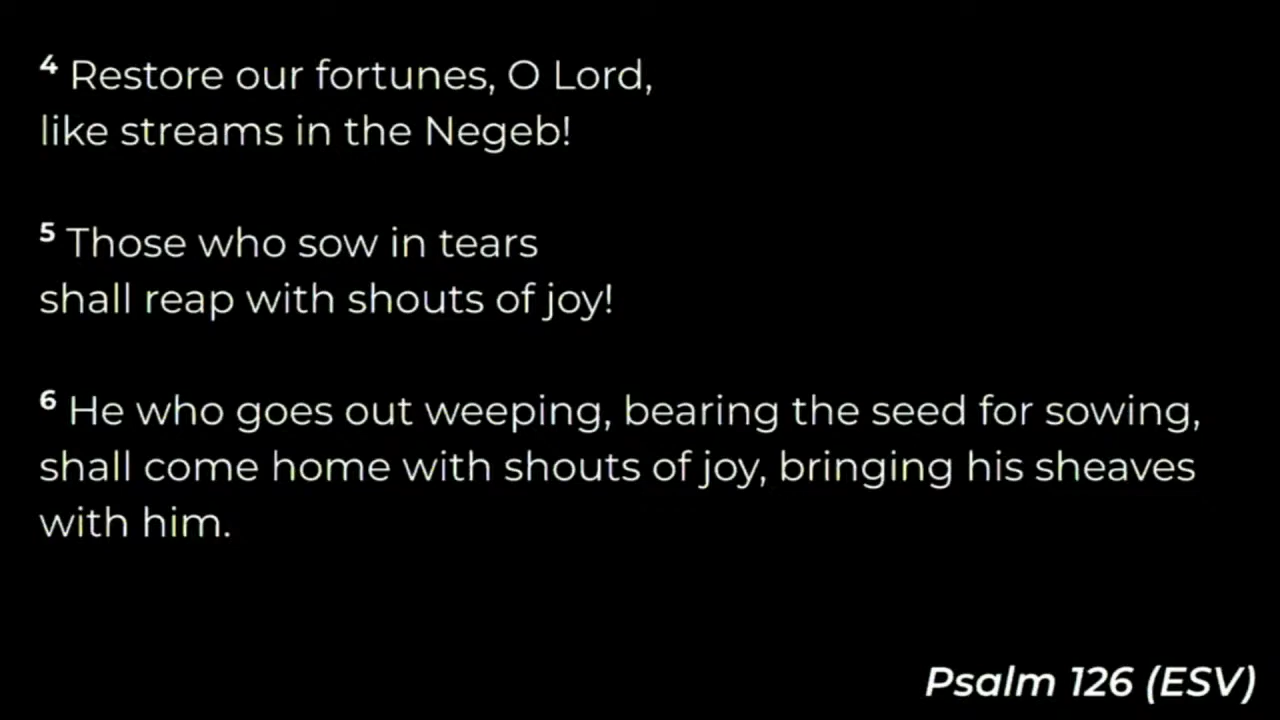 4 Restore our fortunes, O Lord,
like streams in the Negeb!
5 Those who sow in tears
shall reap with shouts of joy!
6 He who goes out weeping, bearing the seed for sowing,
shall come home with shouts of joy, bringing his sheaves
with him.
Psalm 126 (ESV)